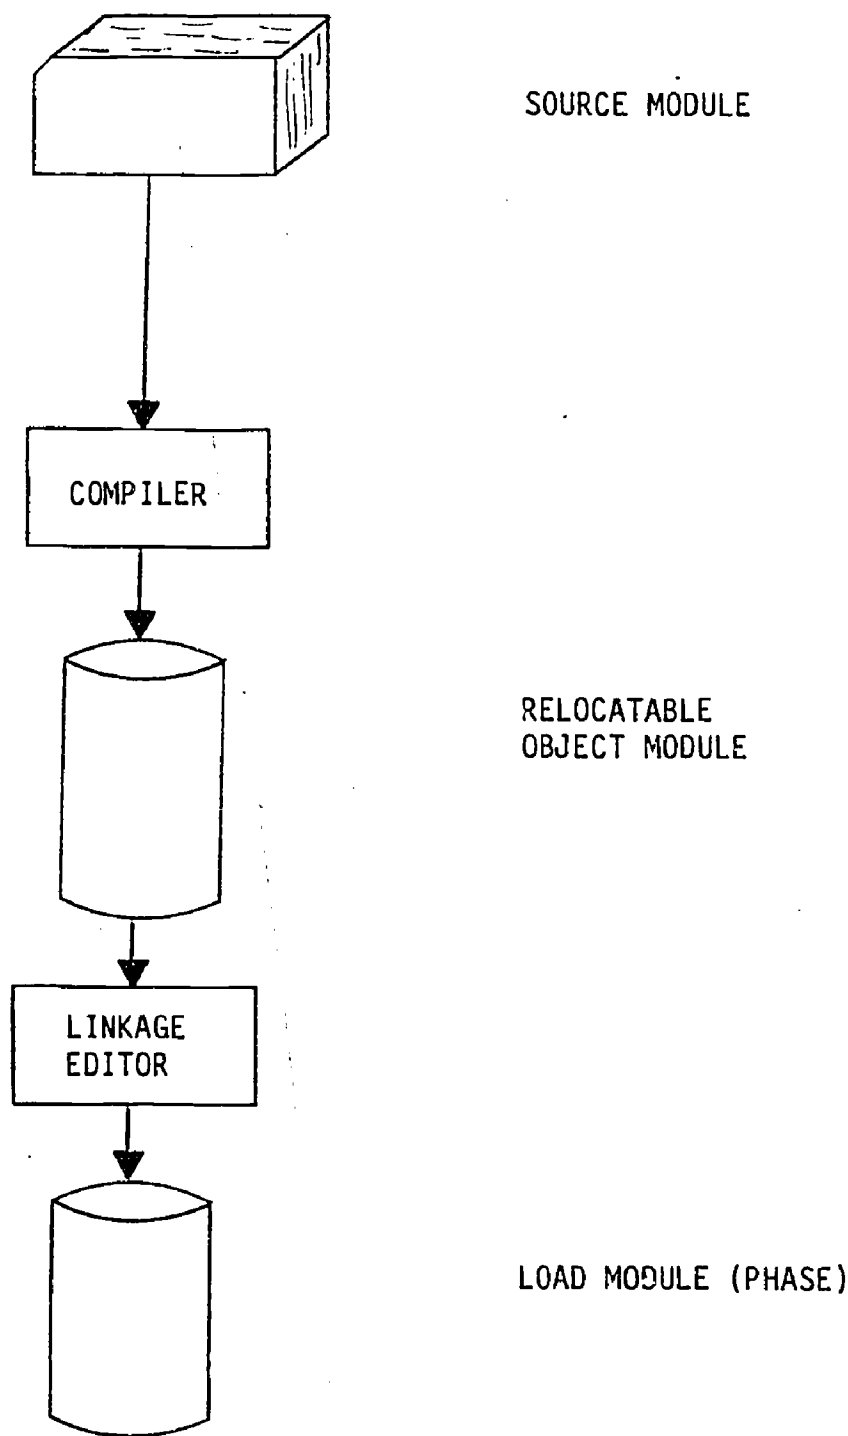 SOURCE MODULE
COMPILER
RELOCATABLE
OBJECT MODULE
LINKAGE
EDITOR
LOAD MODULE (PHASE)